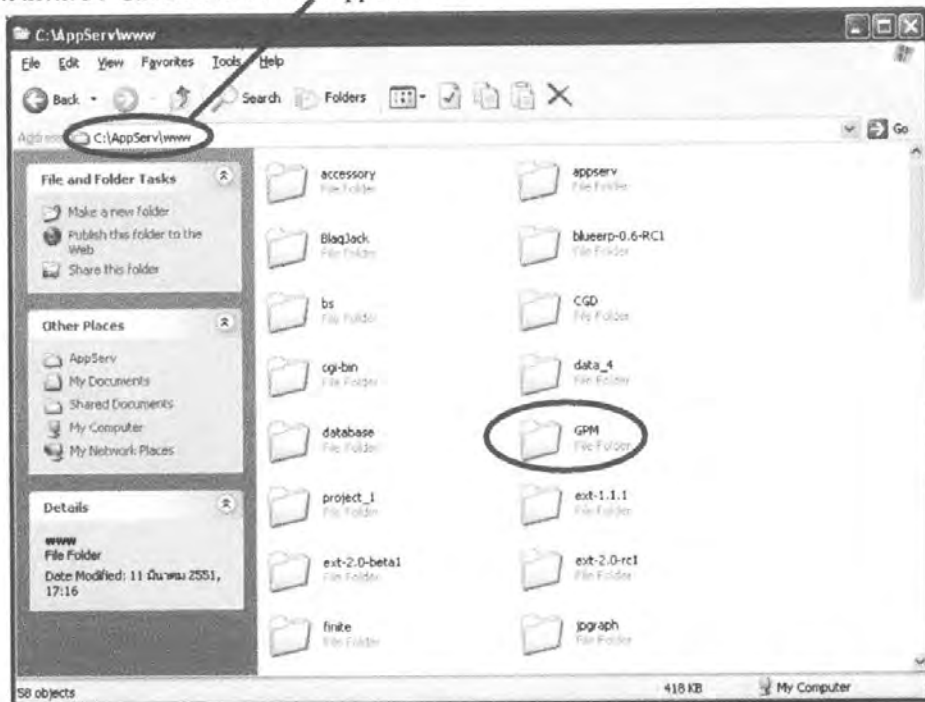 C:\AppServ\www
File Edit View Favorites Tools Help
Back Search Folders
Address C:\AppServ\www Go
File and Folder Tasks
Make a new folder
Publish this folder to the
Web
Share this folder
Other Places
AppServ
My Documents
Shared Documents
My Computer
My Network Places
Details
www
File Folder
Date Modified: 11 มีนาคม 2551,
17:16
accessory
File Folder
appserv
File Folder
BlaqJack
File Folder
blueerp-0.6-RC1
File Folder
bs
File Folder
CGD
File Folder
cgi-bin
File Folder
data_4
File Folder
database
File Folder
GPM
File Folder
project_1
File Folder
ext-1.1.1
File Folder
ext-2.0-beta1
File Folder
ext-2.0-rc1
File Folder
finite
File Folder
jpgraph
File Folder
58 objects 418 KB My Computer